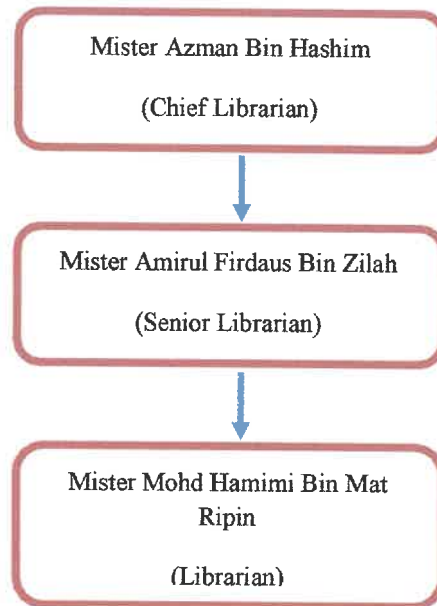 Mister Azman Bin Hashim
(Chief Librarian)
Mister Amirul Firdaus Bin Zilah
(Senior Librarian)
Mister Mohd Hamimi Bin Mat
Ripin
(Librarian)